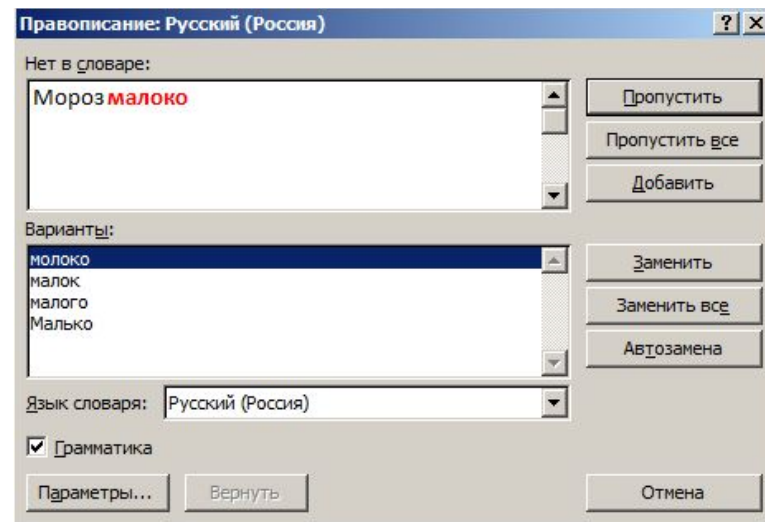 Правописание: Русский (Россия)
Нет в словаре:
Мороз малоко
Пропустить
Пропустить все
Добавить
Варианты:
молоко
малок
малого
Малько
Заменить
Заменить все
Автозамена
Язык словаря: Русский (Россия)
Грамматика
Параметры... Вернуть Отмена